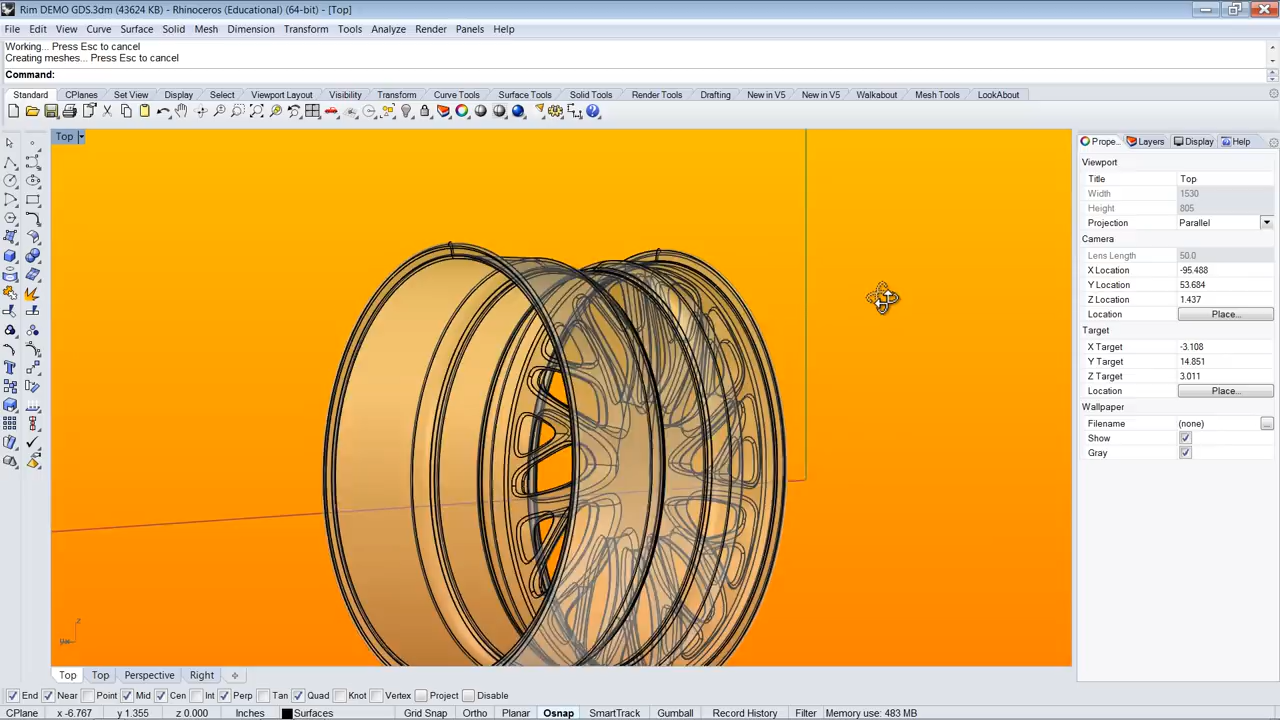 Rim DEMO GDS.3dm (43624 KB) - Rhinoceros (Educational) (64-bit) - [Top]
File Edit View Curve Surface Solid Mesh Dimension Transform Tools Analyze Render Panels Help
Working... Press Esc to cancel
Creating meshes... Press Esc to cancel
Command:
Standard CPlanes Set View Display Select Viewport Layout Visibility Transform Curve Tools Surface Tools Solid Tools Render Tools Drafting New in V5 New in V5 Walkabout Mesh Tools LookAbout
Top
Prope... Layers Display Help
Viewport
Title Top
Width 1530
Height 805
Projection Parallel
Camera
Lens Length 50.0
X Location -95.488
Y Location 53.684
Z Location 1.437
Location Place...
Target
X Target -3.108
Y Target 14.851
Z Target 3.011
Location Place...
Wallpaper
Filename (none) ...
Show
Gray
z
Top Top Perspective Right
End Near Point Mid Cen Int Perp Tan Quad Knot Vertex Project Disable
CPlane x -6.767 y 1.355 z 0.000 Inches Surfaces Grid Snap Ortho Planar Osnap SmartTrack Gumball Record History Filter Memory use: 483 MB